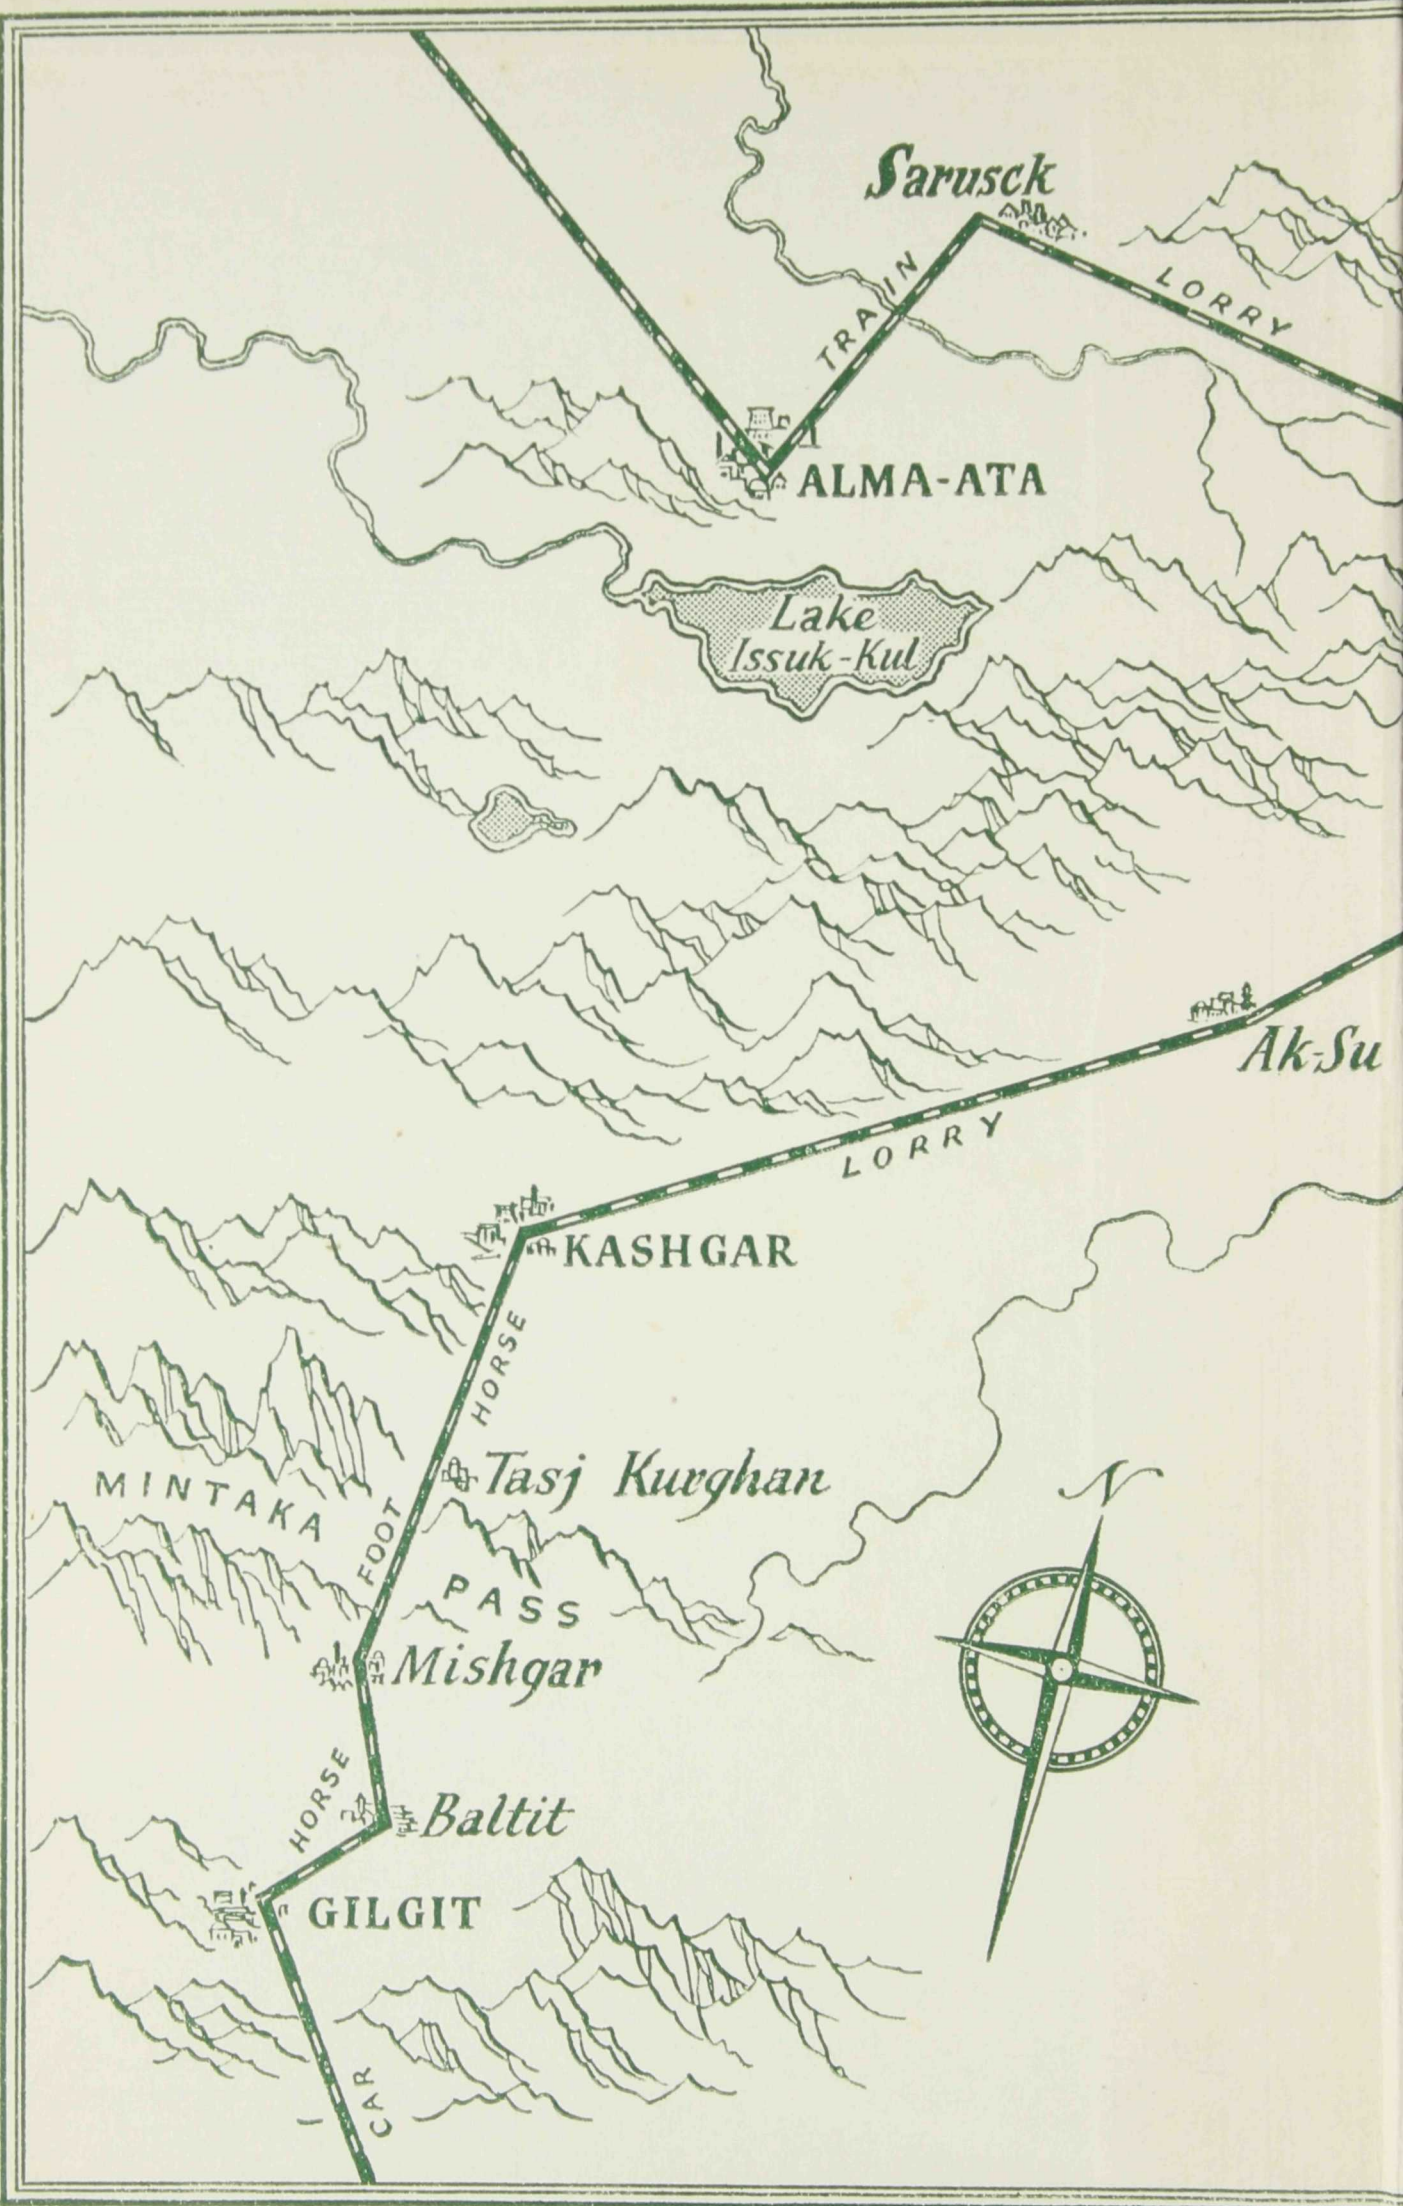 Sarusck
LORRY
TRAIN
ALMA-ATA
Lake
Issuk-Kul
Ak-Su
LORRY
KASHGAR
HORSE
Tasj Kurghan
MINTAKA
FOOT
PASS
N
Mishgar
HORSE
Baltit
GILGIT
CAR